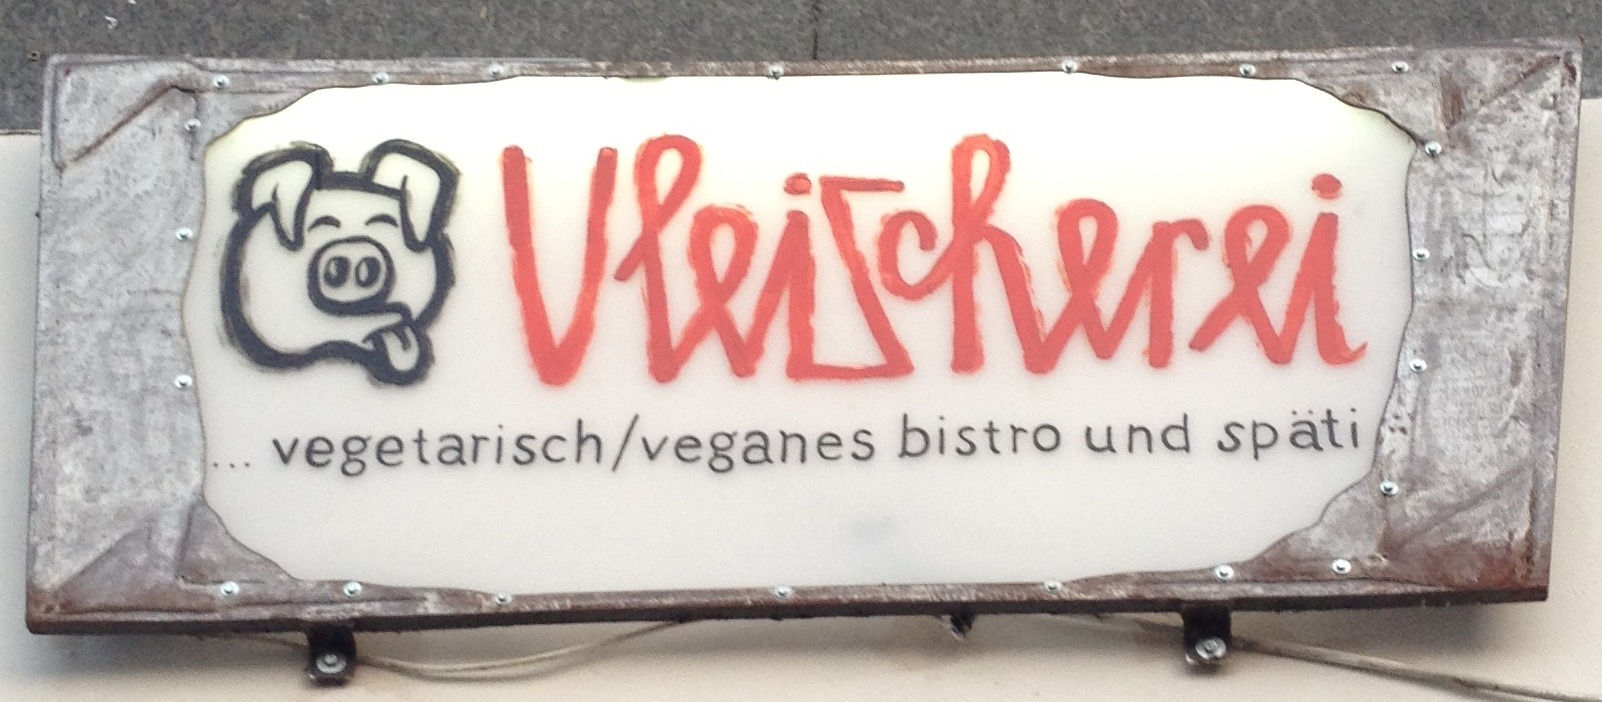 Vleischerei
... vegetarisch/veganes bistro und späti